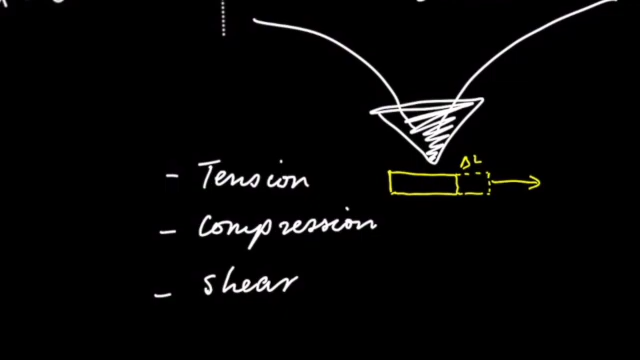 ΔL
- Tension
- Compression
- Shear